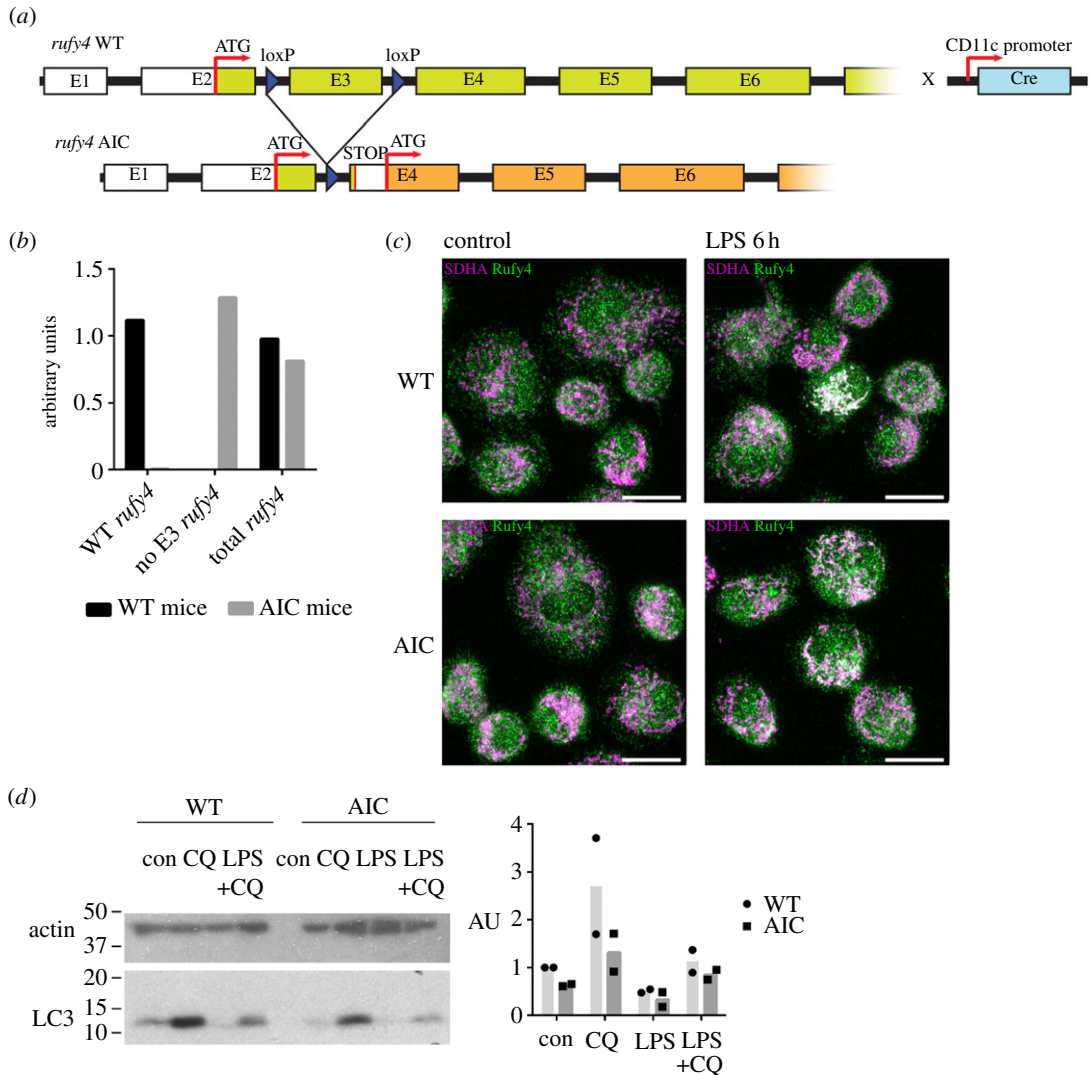 (a)
rufy4 WT
ATG
loxP
loxP
CD11c promoter
E1
E2
E3
E4
E5
E6
X
Cre
rufy4 AIC
ATG
STOP
ATG
E1
E2
E4
E5
E6
(b)
1.5
1.0
0.5
0
arbitrary units
WT rufy4
no E3 rufy4
total rufy4
WT mice
AIC mice
(c)
control
LPS 6 h
SDHA Rufy4
SDHA Rufy4
WT
SDHA Rufy4
SDHA Rufy4
AIC
(d)
WT
AIC
con CQ LPS
+CQ
con CQ LPS LPS
+CQ
actin
50
37
20
LC3
15
10
4
3
2
1
0
AU
WT
AIC
con
CQ
LPS
LPS
+CQ